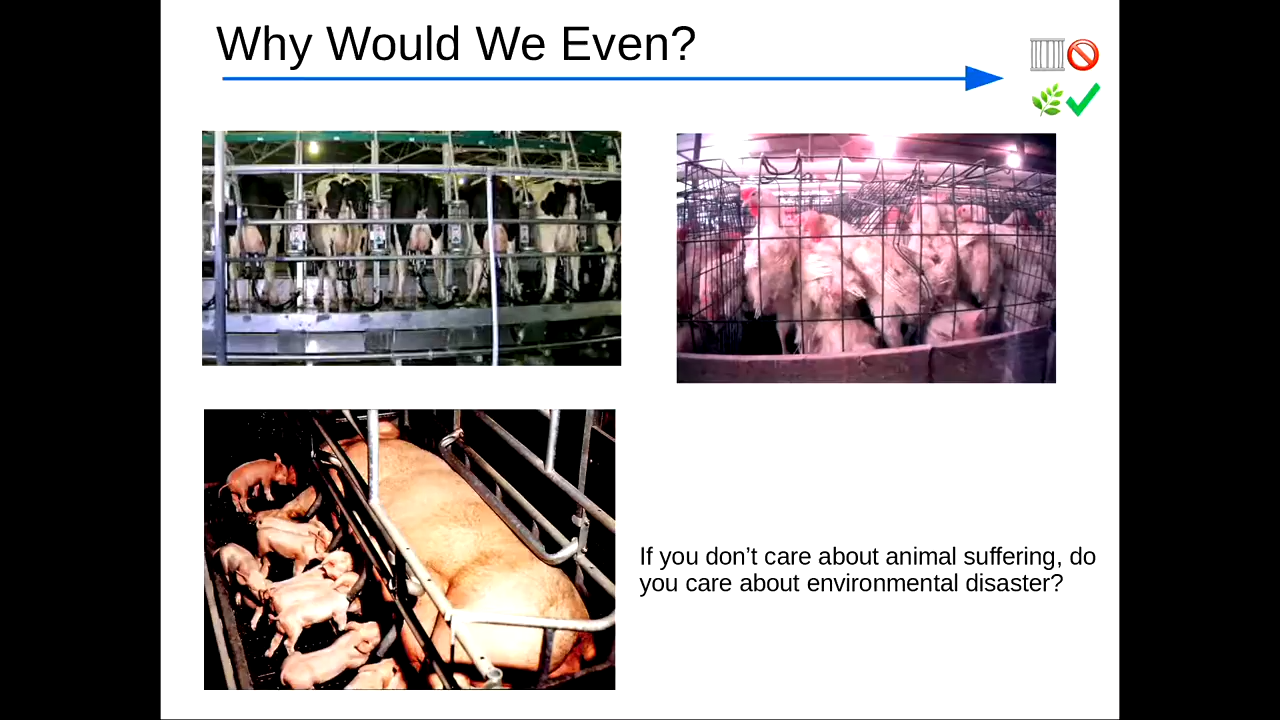 Why Would We Even?
If you don’t care about animal suffering, do
you care about environmental disaster?